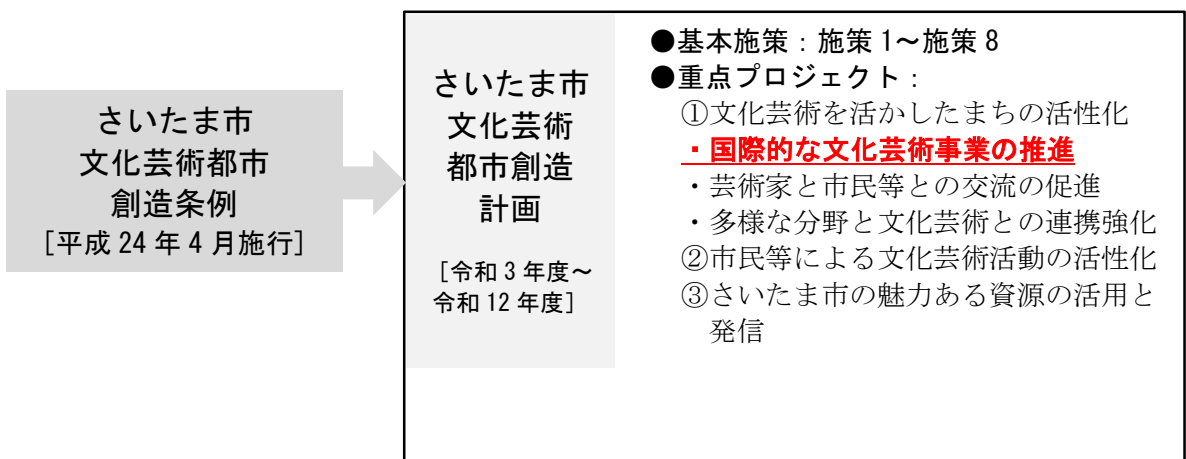 さいたま市
文化芸術都市
創造条例
［平成 24 年 4 月施行］
さいたま市
文化芸術
都市創造
計画
［令和 3 年度～
令和 12 年度］
●基本施策：施策 1～施策 8
●重点プロジェクト：
①文化芸術を活かしたまちの活性化
・国際的な文化芸術事業の推進
・芸術家と市民等との交流の促進
・多様な分野と文化芸術との連携強化
②市民等による文化芸術活動の活性化
③さいたま市の魅力ある資源の活用と
発信